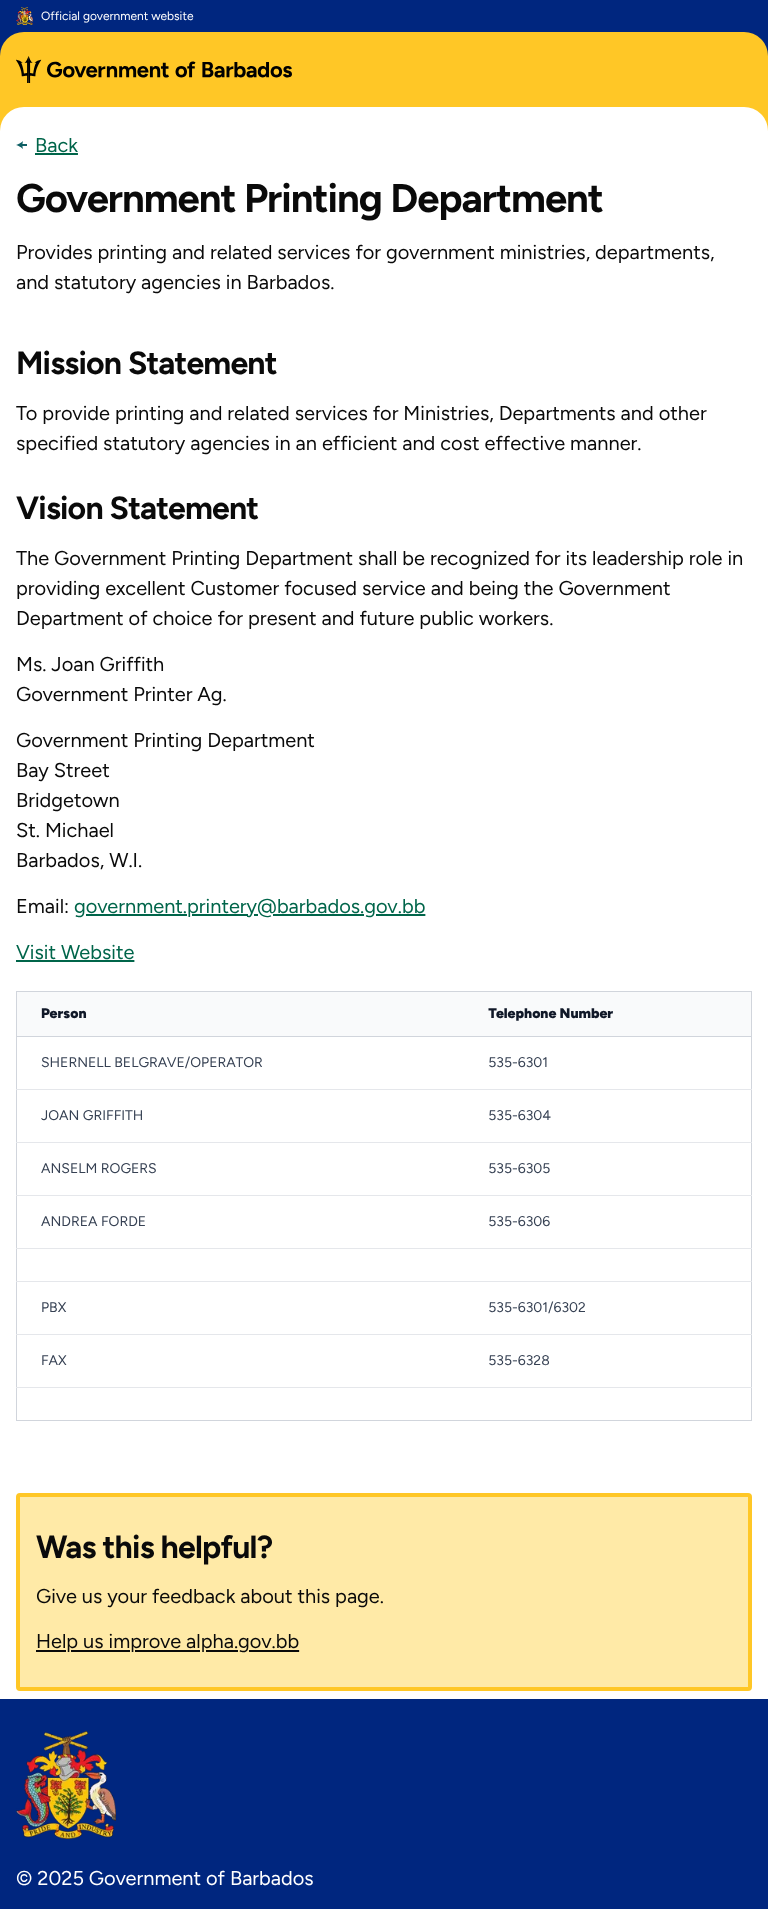 Official government website
Government of Barbados
Back
Government Printing Department
Provides printing and related services for government ministries, departments,
and statutory agencies in Barbados.
Mission Statement
To provide printing and related services for Ministries, Departments and other
specified statutory agencies in an efficient and cost effective manner.
Vision Statement
The Government Printing Department shall be recognized for its leadership role in
providing excellent Customer focused service and being the Government
Department of choice for present and future public workers.
Ms. Joan Griffith
Government Printer Ag.
Government Printing Department
Bay Street
Bridgetown
St. Michael
Barbados, W.I.
Email: government.printery@barbados.gov.bb
Visit Website
Person Telephone Number
SHERNELL BELGRAVE/OPERATOR 535-6301
JOAN GRIFFITH 535-6304
ANSELM ROGERS 535-6305
ANDREA FORDE 535-6306
PBX 535-6301/6302
FAX 535-6328
Was this helpful?
Give us your feedback about this page.
Help us improve alpha.gov.bb
PRIDE AND INDUSTRY
© 2025 Government of Barbados